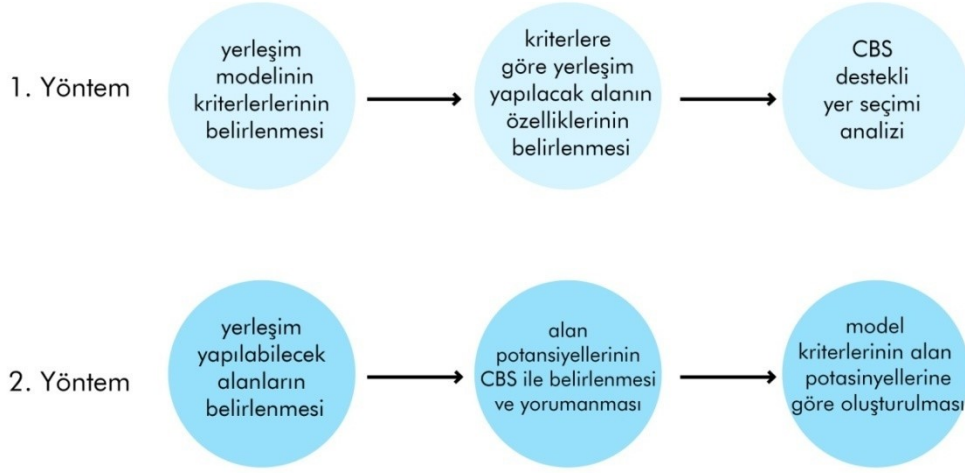 1. Yöntem
yerleşim
modelinin
kriterlerlerinin
belirlenmesi
kriterlere
göre yerleşim
yapılacak alanın
özelliklerinin
belirlenmesi
CBS
destekli
yer seçimi
analizi
2. Yöntem
yerleşim
yapılabilecek
alanların
belirlenmesi
alan
potansiyellerinin
CBS ile belirlenmesi
ve yorumanması
model
kriterlerinin alan
potasinyellerine
göre oluşturulması